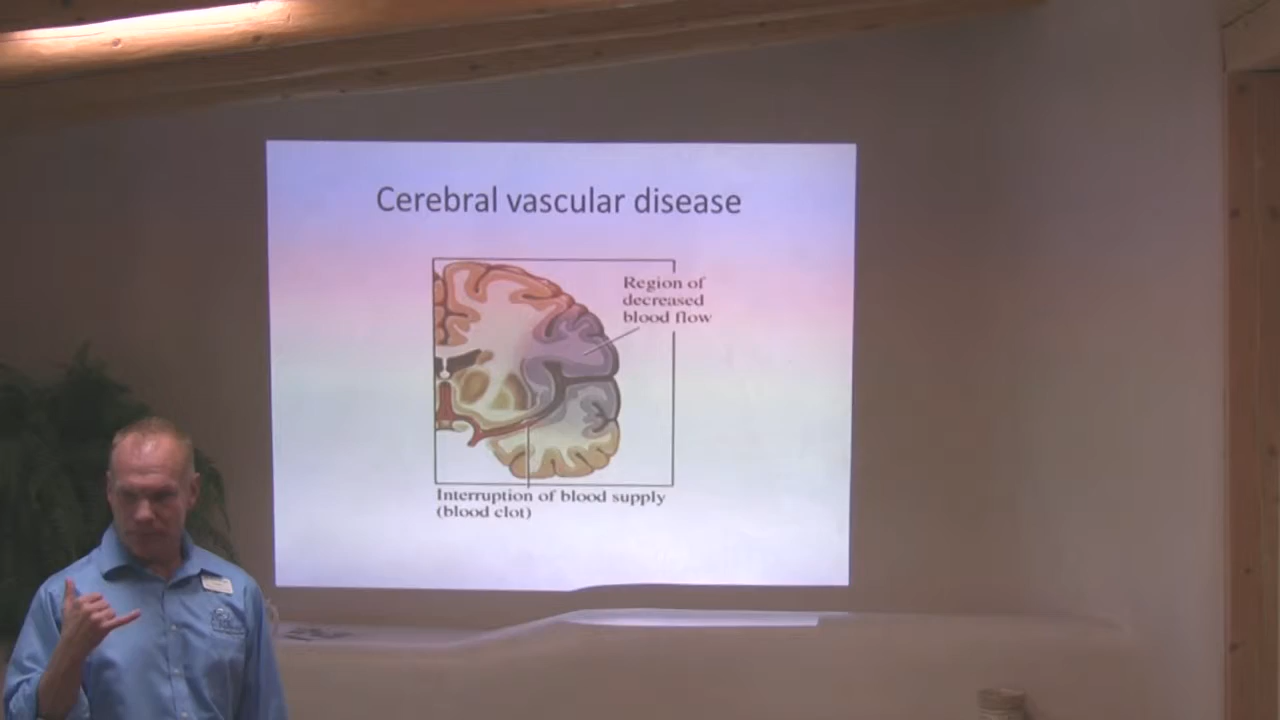 Cerebral vascular disease
Region of
decreased
blood flow
Interruption of blood supply
(blood clot)